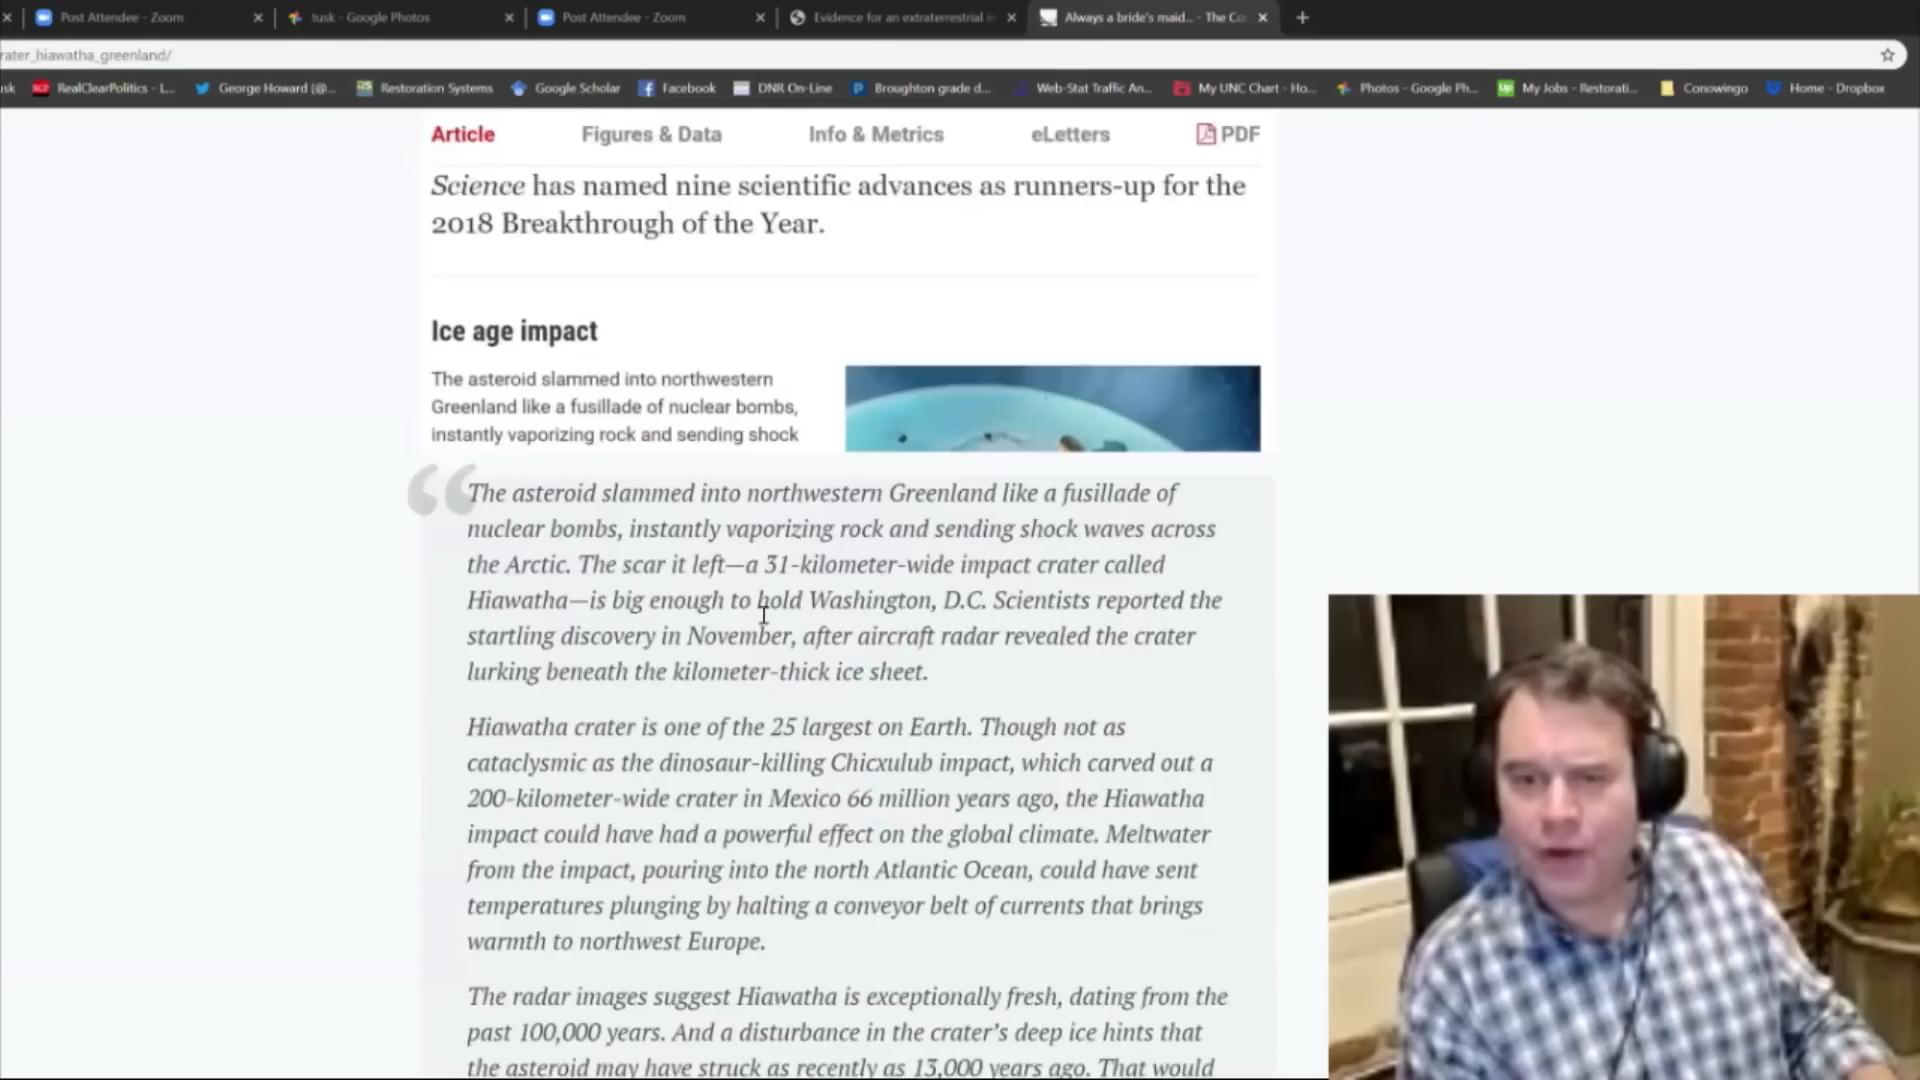 Post Attendee - Zoom
tusk - Google Photos
Post Attendee - Zoom
Evidence for an extraterrestrial i
Always a bride's maid... - The Co
rater_hiawatha_greenland/
usk
RealClearPolitics - L...
George Howard (@...
Restoration Systems
Google Scholar
Facebook
DNR On-Line
Broughton grade d...
Web-Stat Traffic An...
My UNC Chart - Ho...
Photos - Google Ph...
My Jobs - Restorati...
Conowingo
Home - Dropbox
Article
Figures & Data
Info & Metrics
eLetters
PDF
Science has named nine scientific advances as runners-up for the
2018 Breakthrough of the Year.
Ice age impact
The asteroid slammed into northwestern
Greenland like a fusillade of nuclear bombs,
instantly vaporizing rock and sending shock
“The asteroid slammed into northwestern Greenland like a fusillade of
nuclear bombs, instantly vaporizing rock and sending shock waves across
the Arctic. The scar it left—a 31-kilometer-wide impact crater called
Hiawatha—is big enough to hold Washington, D.C. Scientists reported the
startling discovery in November, after aircraft radar revealed the crater
lurking beneath the kilometer-thick ice sheet.
Hiawatha crater is one of the 25 largest on Earth. Though not as
cataclysmic as the dinosaur-killing Chicxulub impact, which carved out a
200-kilometer-wide crater in Mexico 66 million years ago, the Hiawatha
impact could have had a powerful effect on the global climate. Meltwater
from the impact, pouring into the north Atlantic Ocean, could have sent
temperatures plunging by halting a conveyor belt of currents that brings
warmth to northwest Europe.
The radar images suggest Hiawatha is exceptionally fresh, dating from the
past 100,000 years. And a disturbance in the crater's deep ice hints that
the asteroid may have struck as recently as 13,000 years ago. That would